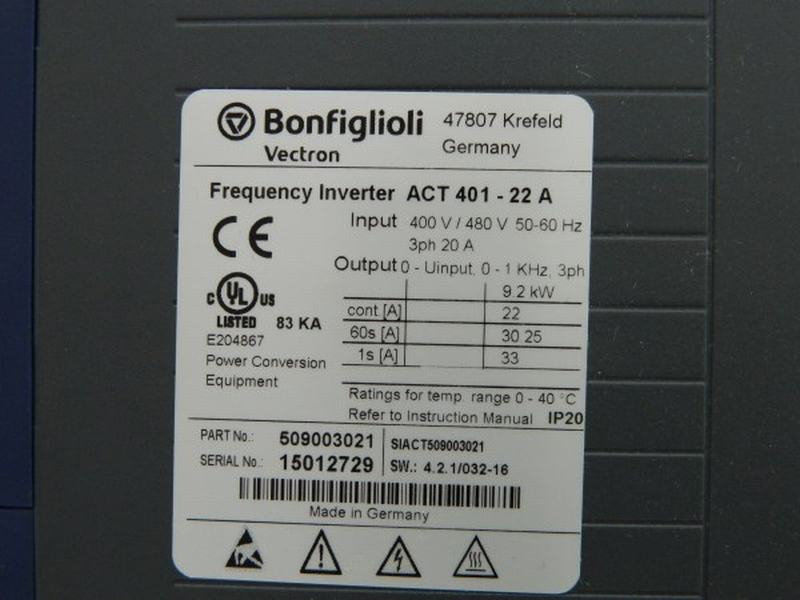 Bonfiglioli
Vectron
47807 Krefeld
Germany
Frequency Inverter ACT 401 - 22 A
Input 400 V / 480 V 50-60 Hz
3ph 20 A
Output 0 - Uinput, 0 - 1 KHz, 3ph
9.2 kW
cont [A] 22
60s [A] 30 25
1s [A] 33
CE
C UL US
LISTED 83 KA
E204867
Power Conversion
Equipment
Ratings for temp. range 0 - 40 °C
Refer to Instruction Manual IP20
PART No.: 509003021
SERIAL No.: 15012729
SIACT509003021
SW.: 4.2.1/032-16
Made in Germany